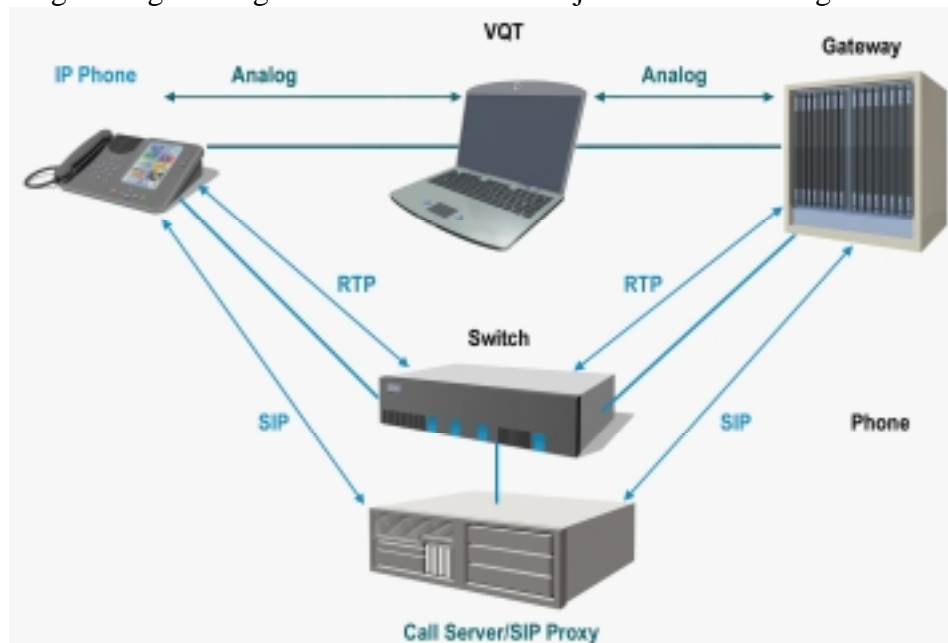 VQT
Gateway
IP Phone
Analog
Analog
RTP
RTP
Switch
SIP
SIP
Phone
Call Server/SIP Proxy